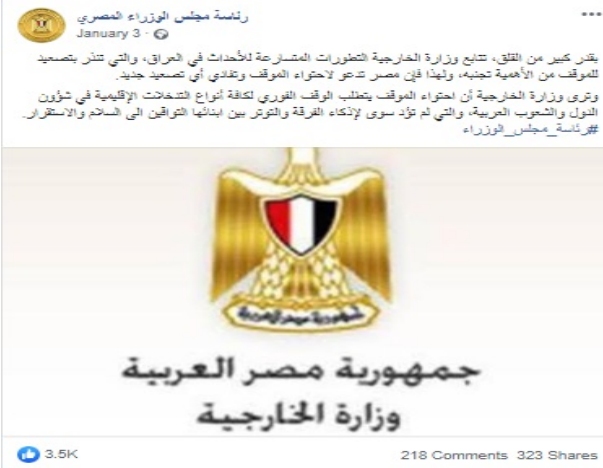 رئاسة مجلس الوزراء المصري
January 3 ·
بقدر كبير من القلق، تتابع وزارة الخارجية التطورات المتسارعة للأحداث في العراق، والتي تنذر بتصعيد
للموقف من الأهمية تجنبه، ولهذا فإن مصر تدعو لاحتواء الموقف وتفادي أي تصعيد جديد.
وترى وزارة الخارجية أن احتواء الموقف يتطلب الوقف الفوري لكافة أنواع التدخلات الإقليمية في شؤون
الدول والشعوب العربية، والتي لم تؤد سوى لإذكاء الفرقة والتوتر بين ابنائها التواقين الى السلام والاستقرار.
#رئاسة_مجلس_الوزراء
جمهورية مصر العربية
جمهورية مصر العربية
وزارة الخارجية
3.5K
218 Comments 323 Shares